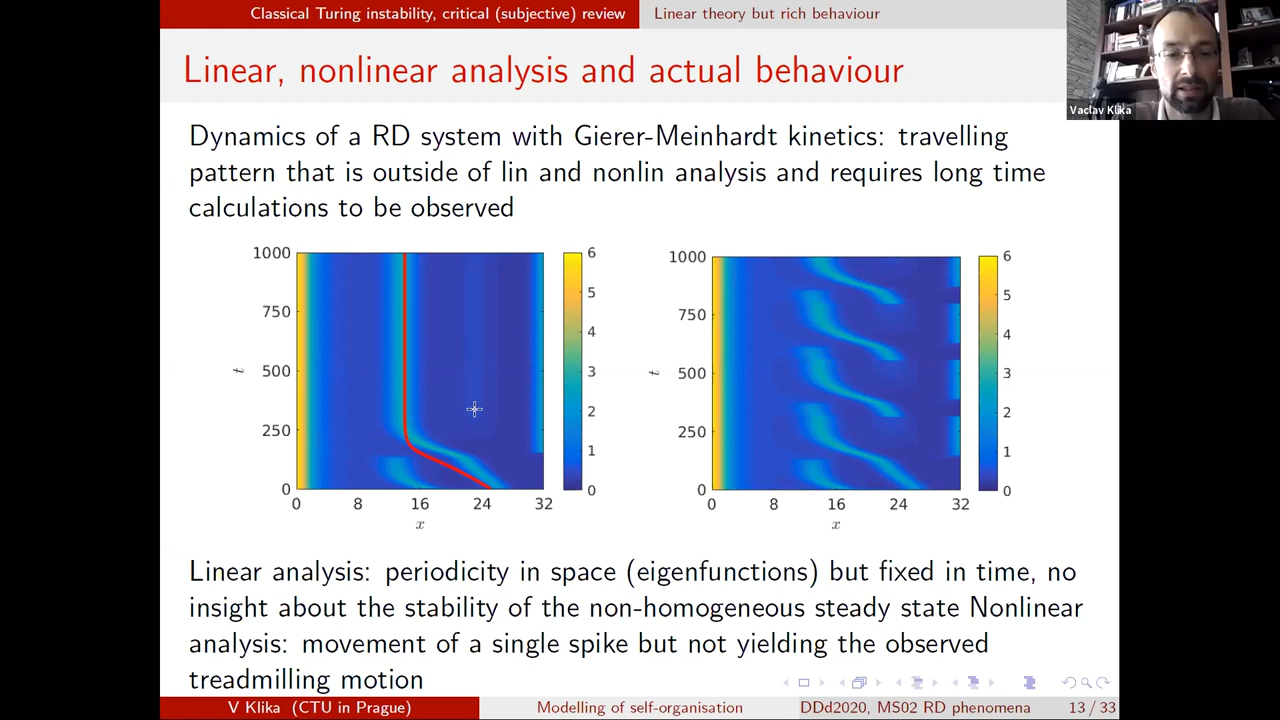 Classical Turing instability, critical (subjective) review
Linear theory but rich behaviour
Vaclav Klika
Linear, nonlinear analysis and actual behaviour
Dynamics of a RD system with Gierer-Meinhardt kinetics: travelling
pattern that is outside of lin and nonlin analysis and requires long time
calculations to be observed
1000
750
500
250
0
t
0 8 16 24 32
x
6
5
4
3
2
1
0
1000
750
500
250
0
t
0 8 16 24 32
x
6
5
4
3
2
1
0
Linear analysis: periodicity in space (eigenfunctions) but fixed in time, no
insight about the stability of the non-homogeneous steady state Nonlinear
analysis: movement of a single spike but not yielding the observed
treadmilling motion
V Klika (CTU in Prague)
Modelling of self-organisation
DDd2020, MS02 RD phenomena
13 / 33